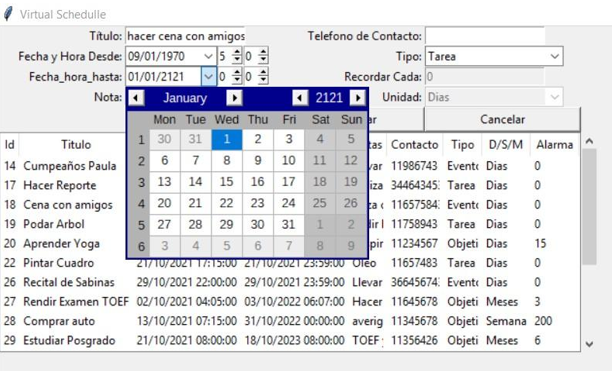 Virtual Schedulle
Título: hacer cena con amigos Telefono de Contacto:
Fecha y Hora Desde: 09/01/1970 5 0 Tipo: Tarea
Fecha_hora_hasta: 01/01/2121 0 0 Recordar Cada: 0
Nota: January 2121 Unidad: Dias
Mon Tue Wed Thu Fri Sat Sun
1 30 31 1 2 3 4 5
2 6 7 8 9 10 11 12
3 13 14 15 16 17 18 19
4 20 21 22 23 24 25 26
5 27 28 29 30 31 1 2
6 3 4 5 6 7 8 9
Cancelar
Id Titulo Contacto Tipo D/S/M Alarma
14 Cumpeaños Paula 11986743 Evento Dias 0
17 Hacer Reporte 34464345 Tarea Dias 0
18 Cena con amigos 11657584 Evento Dias 0
19 Podar Arbol 11758943 Tarea Dias 0
20 Aprender Yoga 11234567 Objeti Dias 15
22 Pintar Cuadro 21/10/2021 17:15:00 21/10/2021 23:59:00 Oleo 11657483 Tarea Dias 0
26 Recital de Sabinas 29/10/2021 22:00:00 29/10/2021 23:59:00 Llevar 36645674 Evento Dias 0
27 Rendir Examen TOEF 02/10/2021 04:05:00 03/10/2022 06:07:00 Hacer 11645678 Objeti Meses 3
28 Comprar auto 13/10/2021 07:15:00 31/10/2022 00:00:00 averig 11345678 Objeti Semana 200
29 Estudiar Posgrado 21/10/2021 08:00:00 18/10/2023 08:00:00 TOEF 11356426 Objeti Meses 6